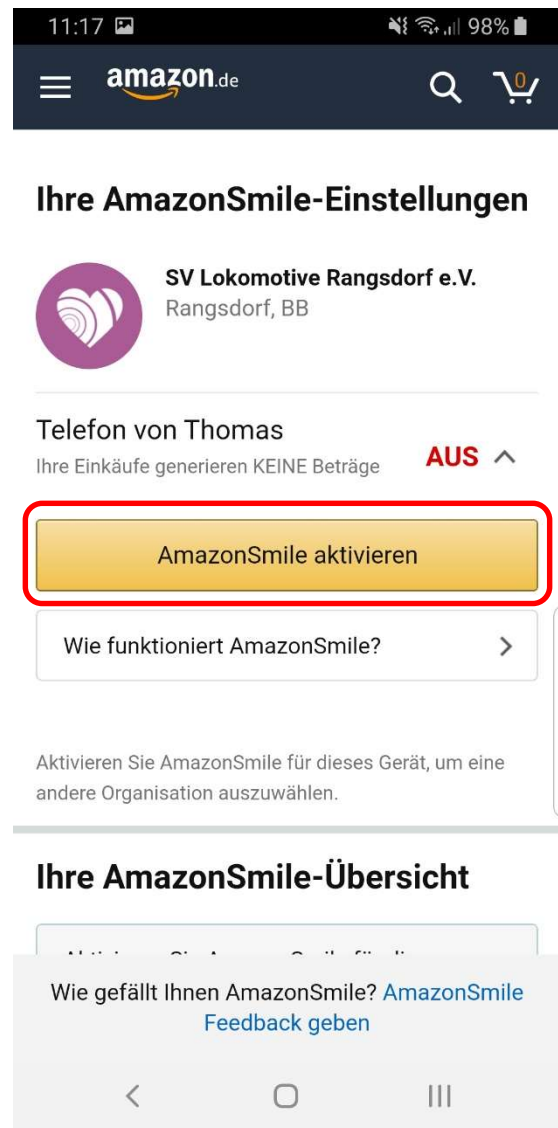 11:17 98%
amazon.de 0
Ihre AmazonSmile-Einstellungen
SV Lokomotive Rangsdorf e.V.
Rangsdorf, BB
Telefon von Thomas
Ihre Einkäufe generieren KEINE Beträge
AUS
AmazonSmile aktivieren
Wie funktioniert AmazonSmile?
Aktivieren Sie AmazonSmile für dieses Gerät, um eine
andere Organisation auszuwählen.
Ihre AmazonSmile-Übersicht
Wie gefällt Ihnen AmazonSmile? AmazonSmile
Feedback geben